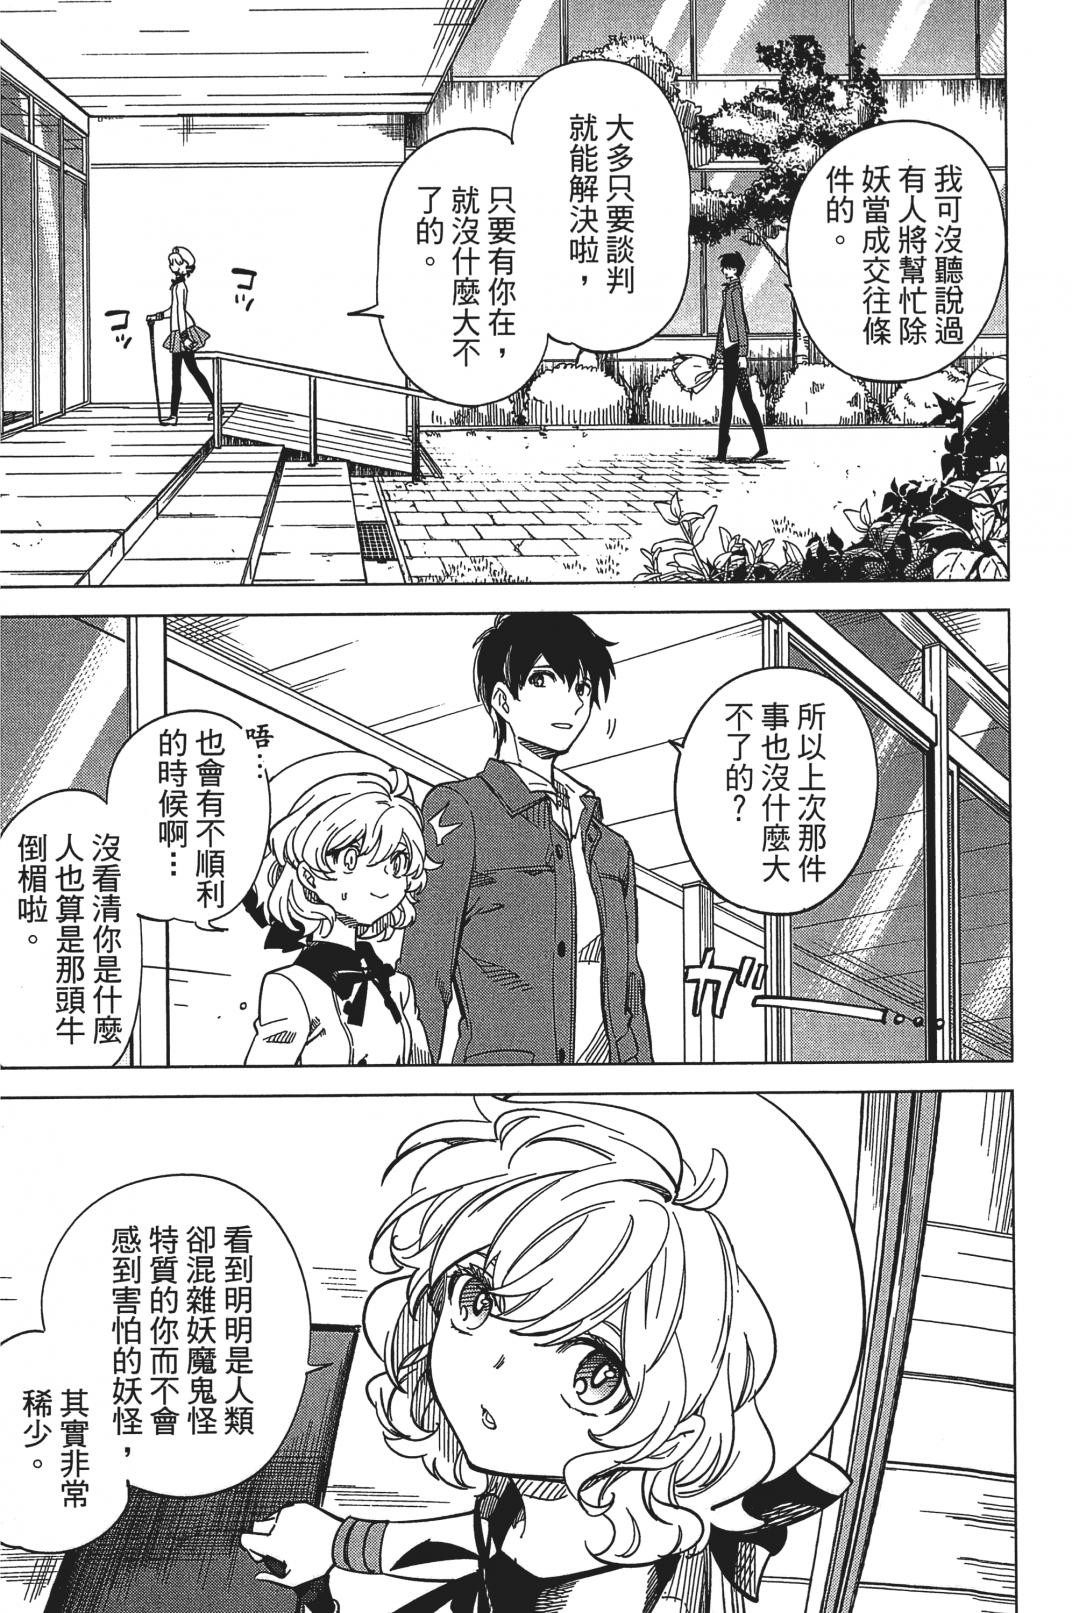 我可沒聽說過
有人將幫忙除
妖當成交往條
件的。
大多只要談判
就能解決啦，
只要有你在，
就沒什麼大不
了的。
コッ
コッ
所以上次那件
事也沒什麼大
不了的？
唔…
也會有不順利
的時候啊…
沒看清你是什麼
人也算是那頭牛
倒楣啦。
ガー
看到明明是人類
卻混雜妖魔鬼怪
特質的你而不會
感到害怕的妖怪，
其實非常
稀少。